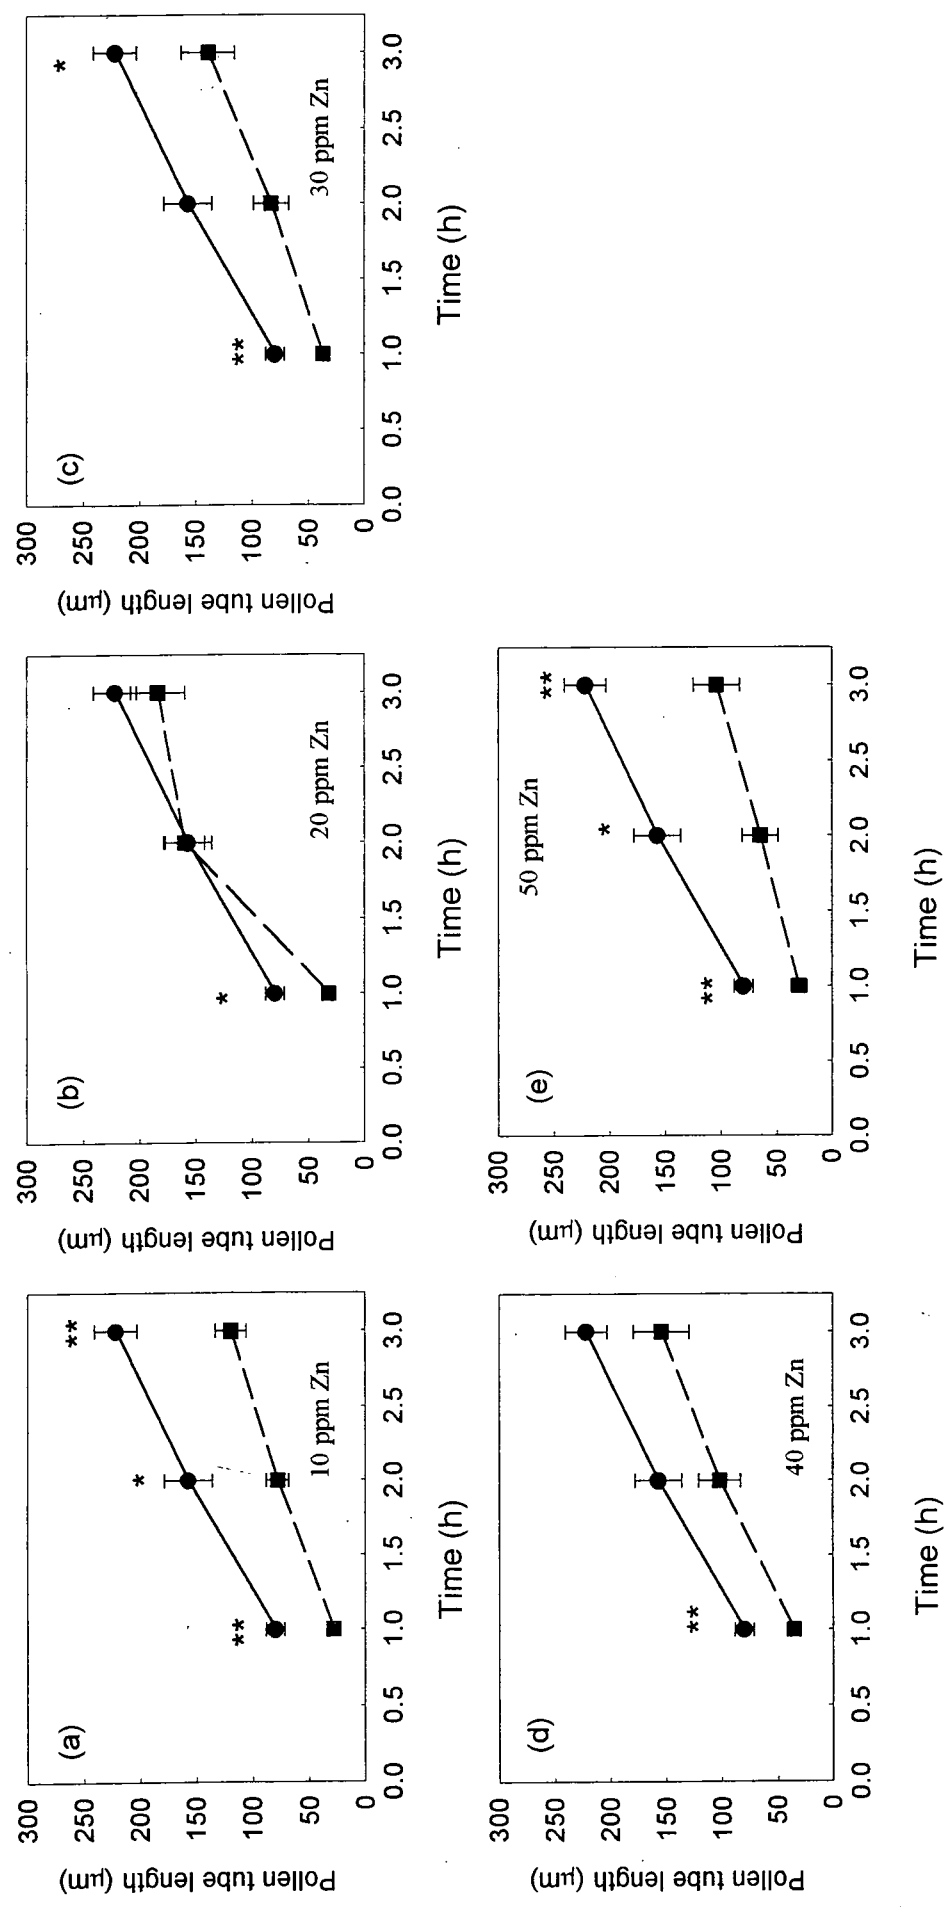 Pollen tube length (µm)
300
250
200
150
100
50
0
(a)
**
*
**
10 ppm Zn
0.0 0.5 1.0 1.5 2.0 2.5 3.0
Time (h)
Pollen tube length (µm)
300
250
200
150
100
50
0
(b)
*
20 ppm Zn
0.0 0.5 1.0 1.5 2.0 2.5 3.0
Time (h)
Pollen tube length (µm)
300
250
200
150
100
50
0
(c)
**
*
30 ppm Zn
0.0 0.5 1.0 1.5 2.0 2.5 3.0
Time (h)
Pollen tube length (µm)
300
250
200
150
100
50
0
(d)
**
40 ppm Zn
0.0 0.5 1.0 1.5 2.0 2.5 3.0
Time (h)
Pollen tube length (µm)
300
250
200
150
100
50
0
(e)
50 ppm Zn
**
*
**
0.0 0.5 1.0 1.5 2.0 2.5 3.0
Time (h)